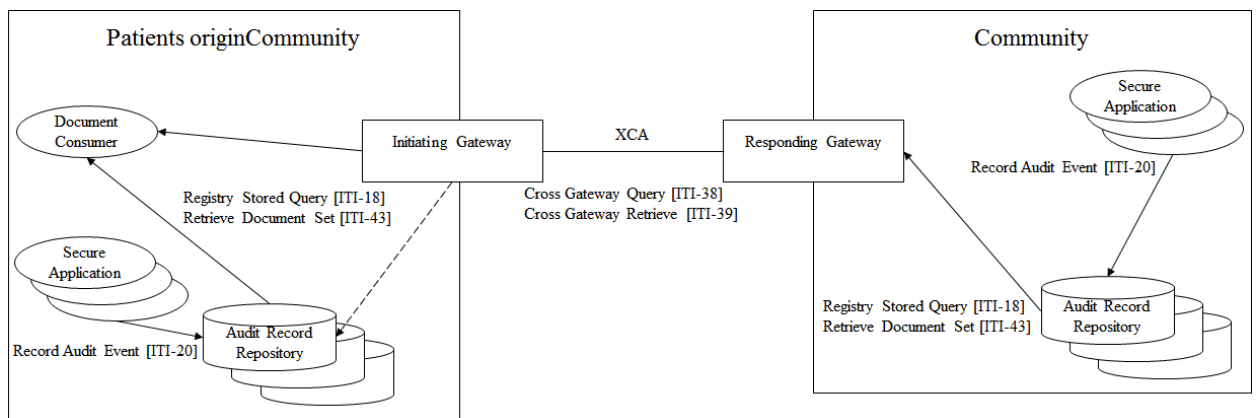 Patients originCommunity
Document
Consumer
Initiating Gateway
Registry Stored Query [ITI-18]
Retrieve Document Set [ITI-43]
Secure
Application
Record Audit Event [ITI-20]
Audit Record
Repository
XCA
Cross Gateway Query [ITI-38]
Cross Gateway Retrieve [ITI-39]
Community
Responding Gateway
Secure
Application
Record Audit Event [ITI-20]
Registry Stored Query [ITI-18]
Retrieve Document Set [ITI-43]
Audit Record
Repository